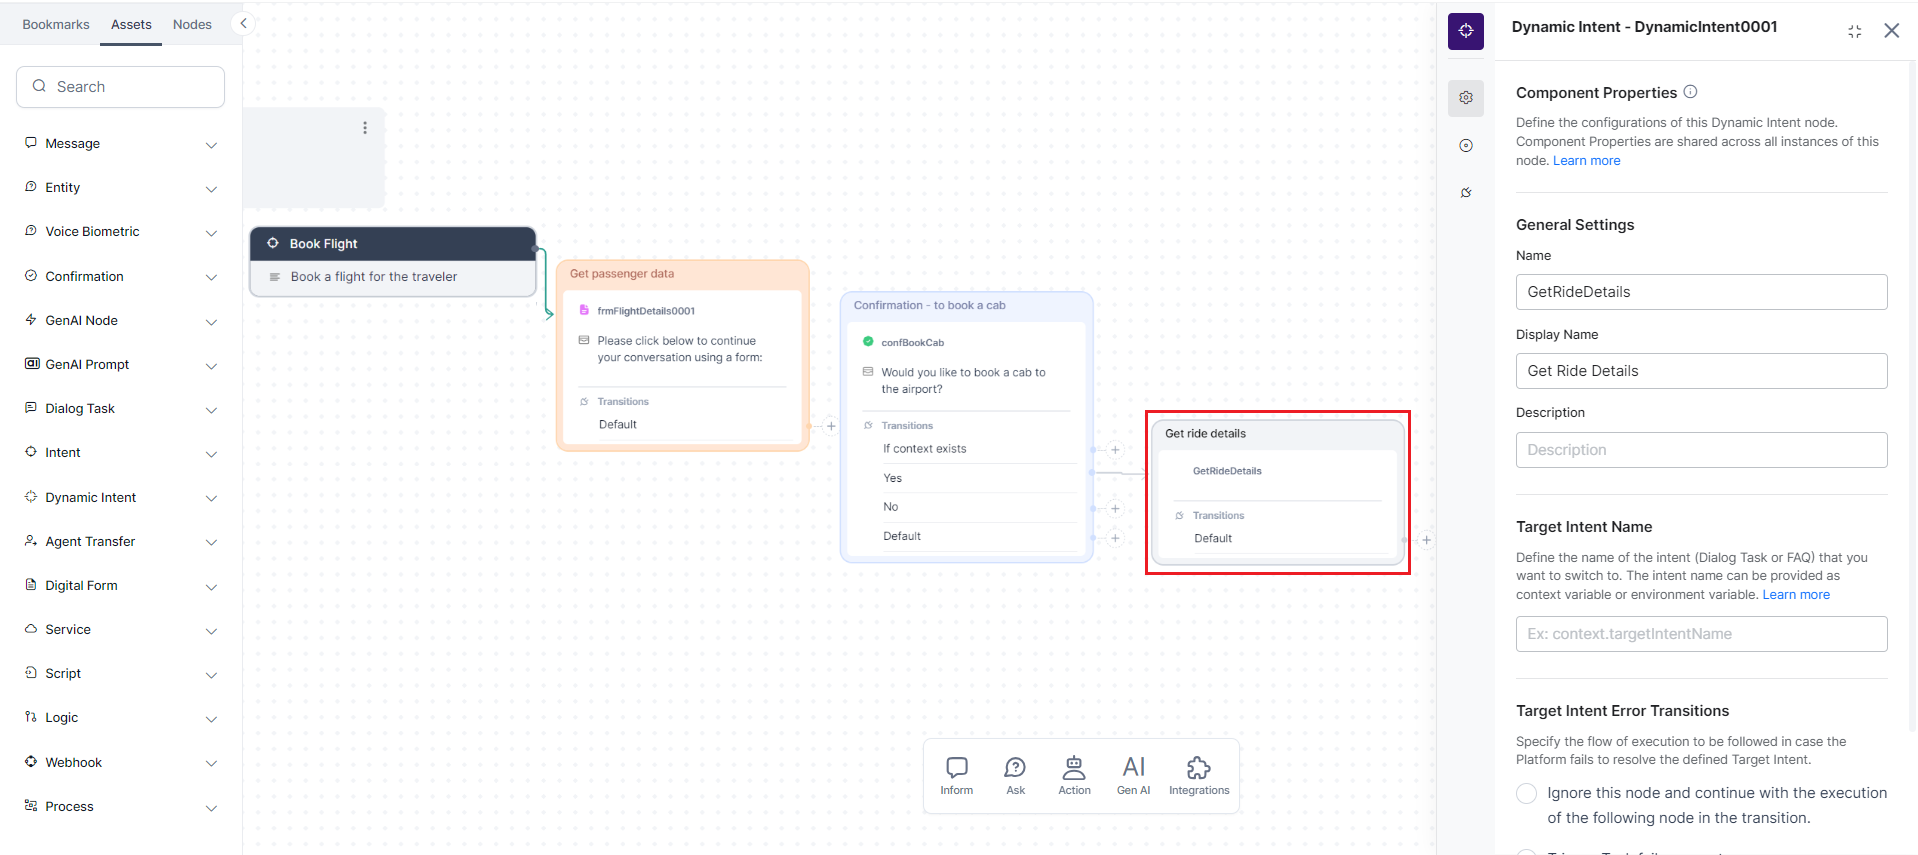 Bookmarks
Assets
Nodes
Search
Message
Entity
Voice Biometric
Confirmation
GenAI Node
GenAI Prompt
Dialog Task
Intent
Dynamic Intent
Agent Transfer
Digital Form
Service
Script
Logic
Webhook
Process
Book Flight
Book a flight for the traveler
Get passenger data
frmFlightDetails0001
Please click below to continue
your conversation using a form:
Transitions
Default
Confirmation - to book a cab
confBookCab
Would you like to book a cab to
the airport?
Transitions
If context exists
Yes
No
Default
Get ride details
GetRideDetails
Transitions
Default
Inform
Ask
Action
AI
Gen AI
Integrations
Dynamic Intent - DynamicIntent0001
Component Properties
Define the configurations of this Dynamic Intent node.
Component Properties are shared across all instances of this
node. Learn more
General Settings
Name
GetRideDetails
Display Name
Get Ride Details
Description
Description
Target Intent Name
Define the name of the intent (Dialog Task or FAQ) that you
want to switch to. The intent name can be provided as
context variable or environment variable. Learn more
Ex: context.targetIntentName
Target Intent Error Transitions
Specify the flow of execution to be followed in case the
Platform fails to resolve the defined Target Intent.
Ignore this node and continue with the execution
of the following node in the transition.